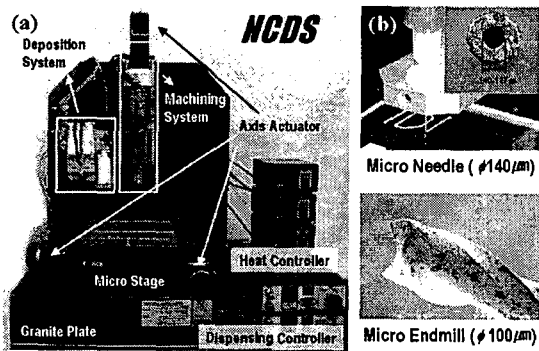 (a)
NCDS
Deposition
System
Machining
System
Axis Actuator
Heat Controller
Micro Stage
Granite Plate
Dispensing Controller
(b)
Micro Needle ( ϕ140㎛)
Micro Endmill ( ϕ100㎛)